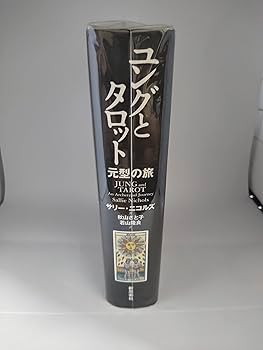 ユングと
タロット
元型の旅
JUNG and
TAROT
An Archetypal Journey
Sallie Nichols
サリー・ニコルズ
秋山さと子
若山隆良
新思索社